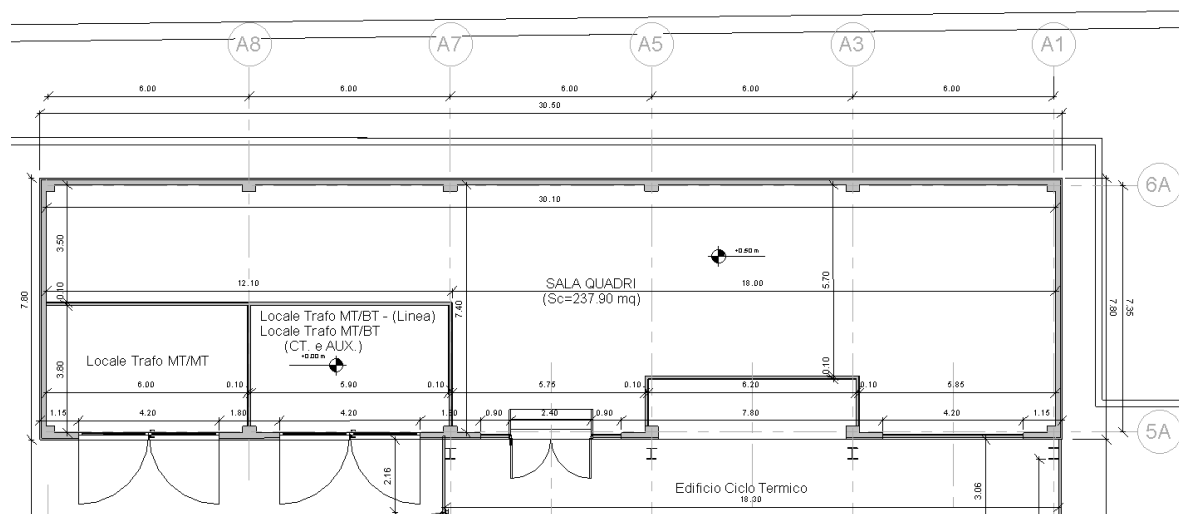 A8 A7 A5 A3 A1
6.00 6.00 6.00 6.00 6.00
30.50
6A
30.10
3.50
+0.50 m
5.70
SALA QUADRI
12.10 18.00
(Sc=237.90 mq)
0.10
7.80
7.40
7.80
7.35
Locale Trafo MT/BT - (Linea)
Locale Trafo MT/BT
(CT. e AUX.)
+0.00 m
Locale Trafo MT/MT
3.80
0.10
6.00 0.10 5.90 0.10 5.75 0.10 6.20 0.10 5.85
1.15 4.20 1.80 4.20 0.90 2.40 0.90 7.80 4.20 1.15
5A
2.16
Edificio Ciclo Termico
18.30
3.06